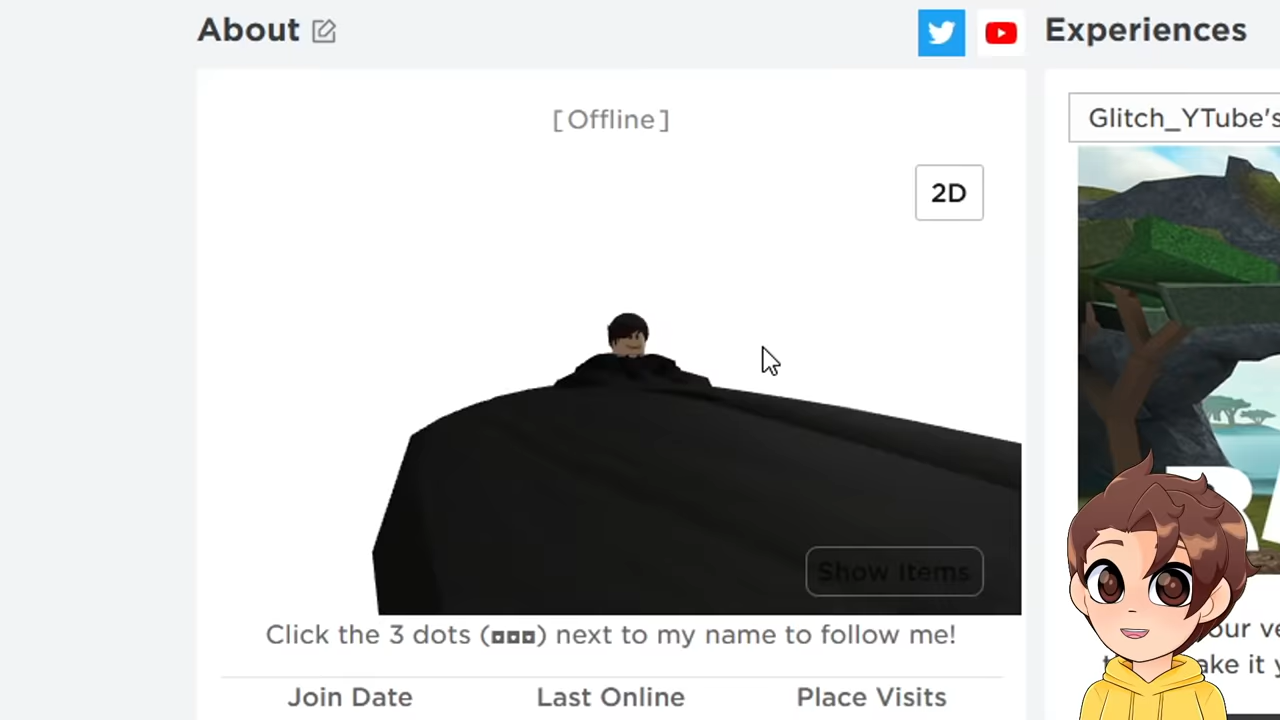 About
Experiences
[ Offline ]
Glitch_YTube's
2D
Show Items
Click the 3 dots (▫▫▫) next to my name to follow me!
Join Date
Last Online
Place Visits